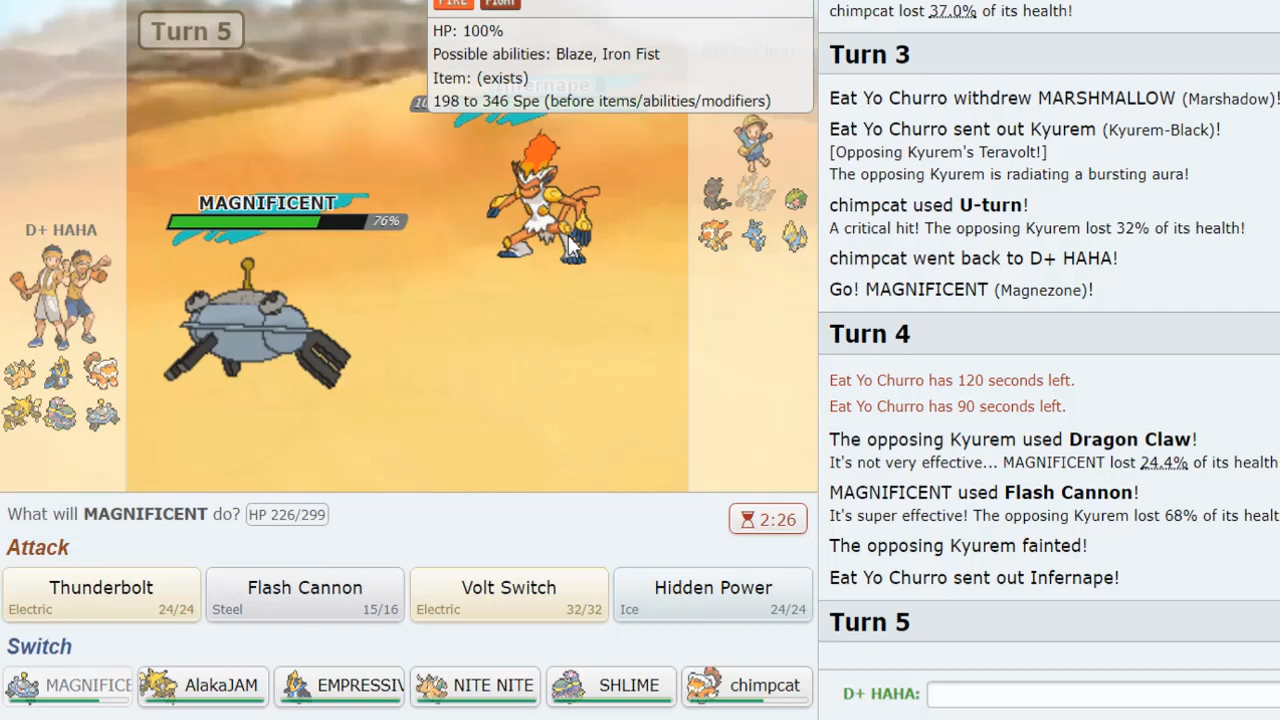 Turn 5
FIRE FIGHT
HP: 100%
Possible abilities: Blaze, Iron Fist
Item: (exists)
198 to 346 Spe (before items/abilities/modifiers)
MAGNIFICENT
76%
D+ HAHA
What will MAGNIFICENT do? HP 226/299
2:26
Attack
Thunderbolt
Electric 24/24
Flash Cannon
Steel 15/16
Volt Switch
Electric 32/32
Hidden Power
Ice 24/24
Switch
MAGNIFICE
AlakaJAM
EMPRESSIV
NITE NITE
SHLIME
chimpcat
chimpcat lost 37.0% of its health!
Turn 3
Eat Yo Churro withdrew MARSHMALLOW (Marshadow)!
Eat Yo Churro sent out Kyurem (Kyurem-Black)!
[Opposing Kyurem's Teravolt!]
The opposing Kyurem is radiating a bursting aura!
chimpcat used U-turn!
A critical hit! The opposing Kyurem lost 32% of its health!
chimpcat went back to D+ HAHA!
Go! MAGNIFICENT (Magnezone)!
Turn 4
Eat Yo Churro has 120 seconds left.
Eat Yo Churro has 90 seconds left.
The opposing Kyurem used Dragon Claw!
It's not very effective... MAGNIFICENT lost 24.4% of its health
MAGNIFICENT used Flash Cannon!
It's super effective! The opposing Kyurem lost 68% of its healt
The opposing Kyurem fainted!
Eat Yo Churro sent out Infernape!
Turn 5
D+ HAHA: